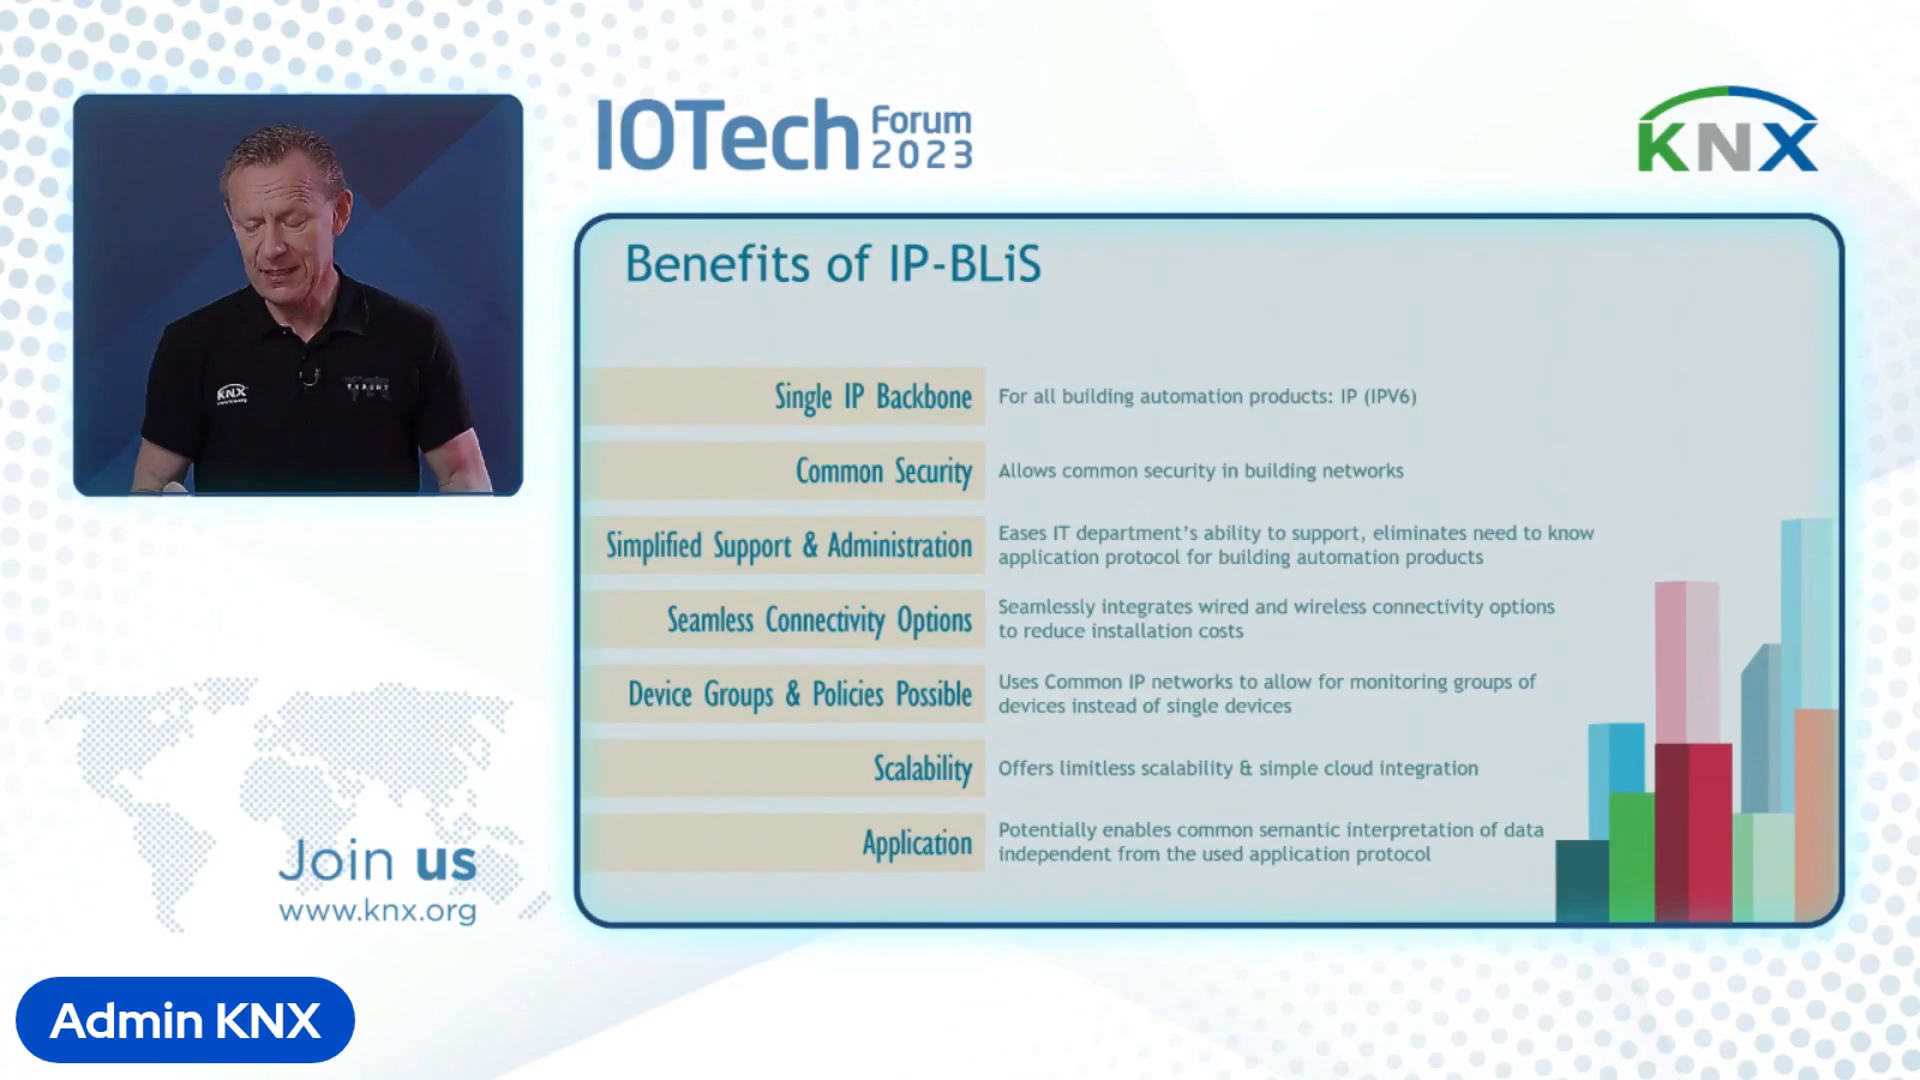 IOTech Forum 2023
KNX
KNX
Benefits of IP-BLiS
Single IP Backbone
For all building automation products: IP (IPV6)
Common Security
Allows common security in building networks
Simplified Support & Administration
Eases IT department's ability to support, eliminates need to know
application protocol for building automation products
Seamless Connectivity Options
Seamlessly integrates wired and wireless connectivity options
to reduce installation costs
Device Groups & Policies Possible
Uses Common IP networks to allow for monitoring groups of
devices instead of single devices
Scalability
Offers limitless scalability & simple cloud integration
Application
Potentially enables common semantic interpretation of data
independent from the used application protocol
Join us
www.knx.org
Admin KNX